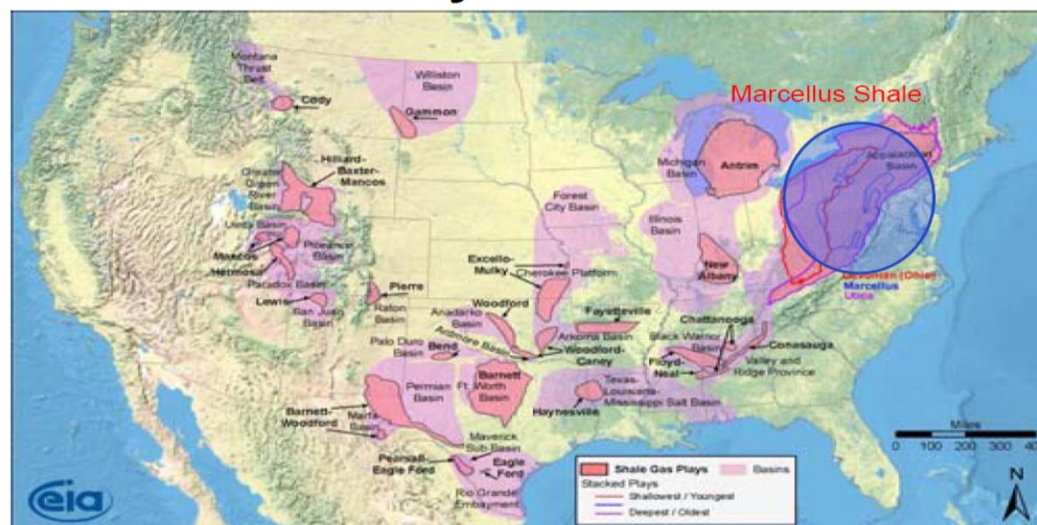 Montana
Thrust
Belt
Cody
Williston
Basin
Gammon
Marcellus Shale
Hilliard-
Baxter-
Mancos
Greater
Green
River
Basin
Michigan
Basin
Antrim
Appalachian
Basin
Forest
City Basin
Illinois
Basin
Uinta Basin
Piceance
Basin
Mancos
Hermosa
Paradox Basin
Lewis
San Juan
Basin
Pierre
Raton
Basin
Excello-
Mulky
Cherokee Platform
New
Albany
Devonian (Ohio)
Marcellus
Utica
Woodford
Anadarko
Basin
Fayetteville
Chattanooga
Palo Duro
Basin
Bend
Ardmore Basin
Arkoma Basin
Woodford-
Caney
Black Warrior
Basin
Floyd-
Neal
Conasauga
Valley and
Ridge Province
Permian
Basin
Ft. Worth
Basin
Barnett
Texas-
Louisiana-
Mississippi Salt Basin
Haynesville
Barnett-
Woodford
Marfa
Basin
Maverick
Sub-Basin
Pearsall-
Eagle Ford
Eagle
Ford
Rio Grande
Embayment
Miles
0 100 200 300
Shale Gas Plays
Basins
Stacked Plays
Shallowest / Youngest
Deepest / Oldest
N
eia